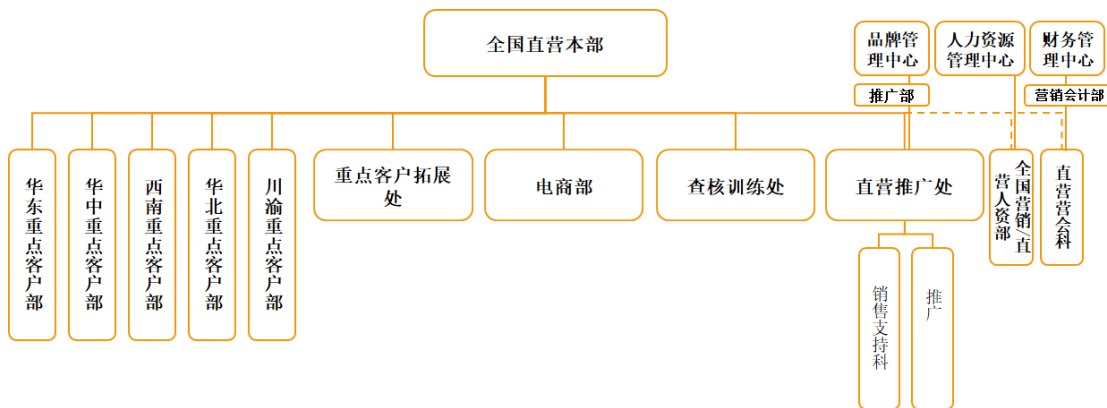 全国直营本部
品牌管
理中心
人力资源
管理中心
财务管
理中心
推广部
营销会计部
华东重点客户部
华中重点客户部
西南重点客户部
华北重点客户部
川渝重点客户部
重点客户拓展
处
电商部
查核训练处
直营推广处
全国营销/直
营人资部
直营营会科
销售支持科
推广